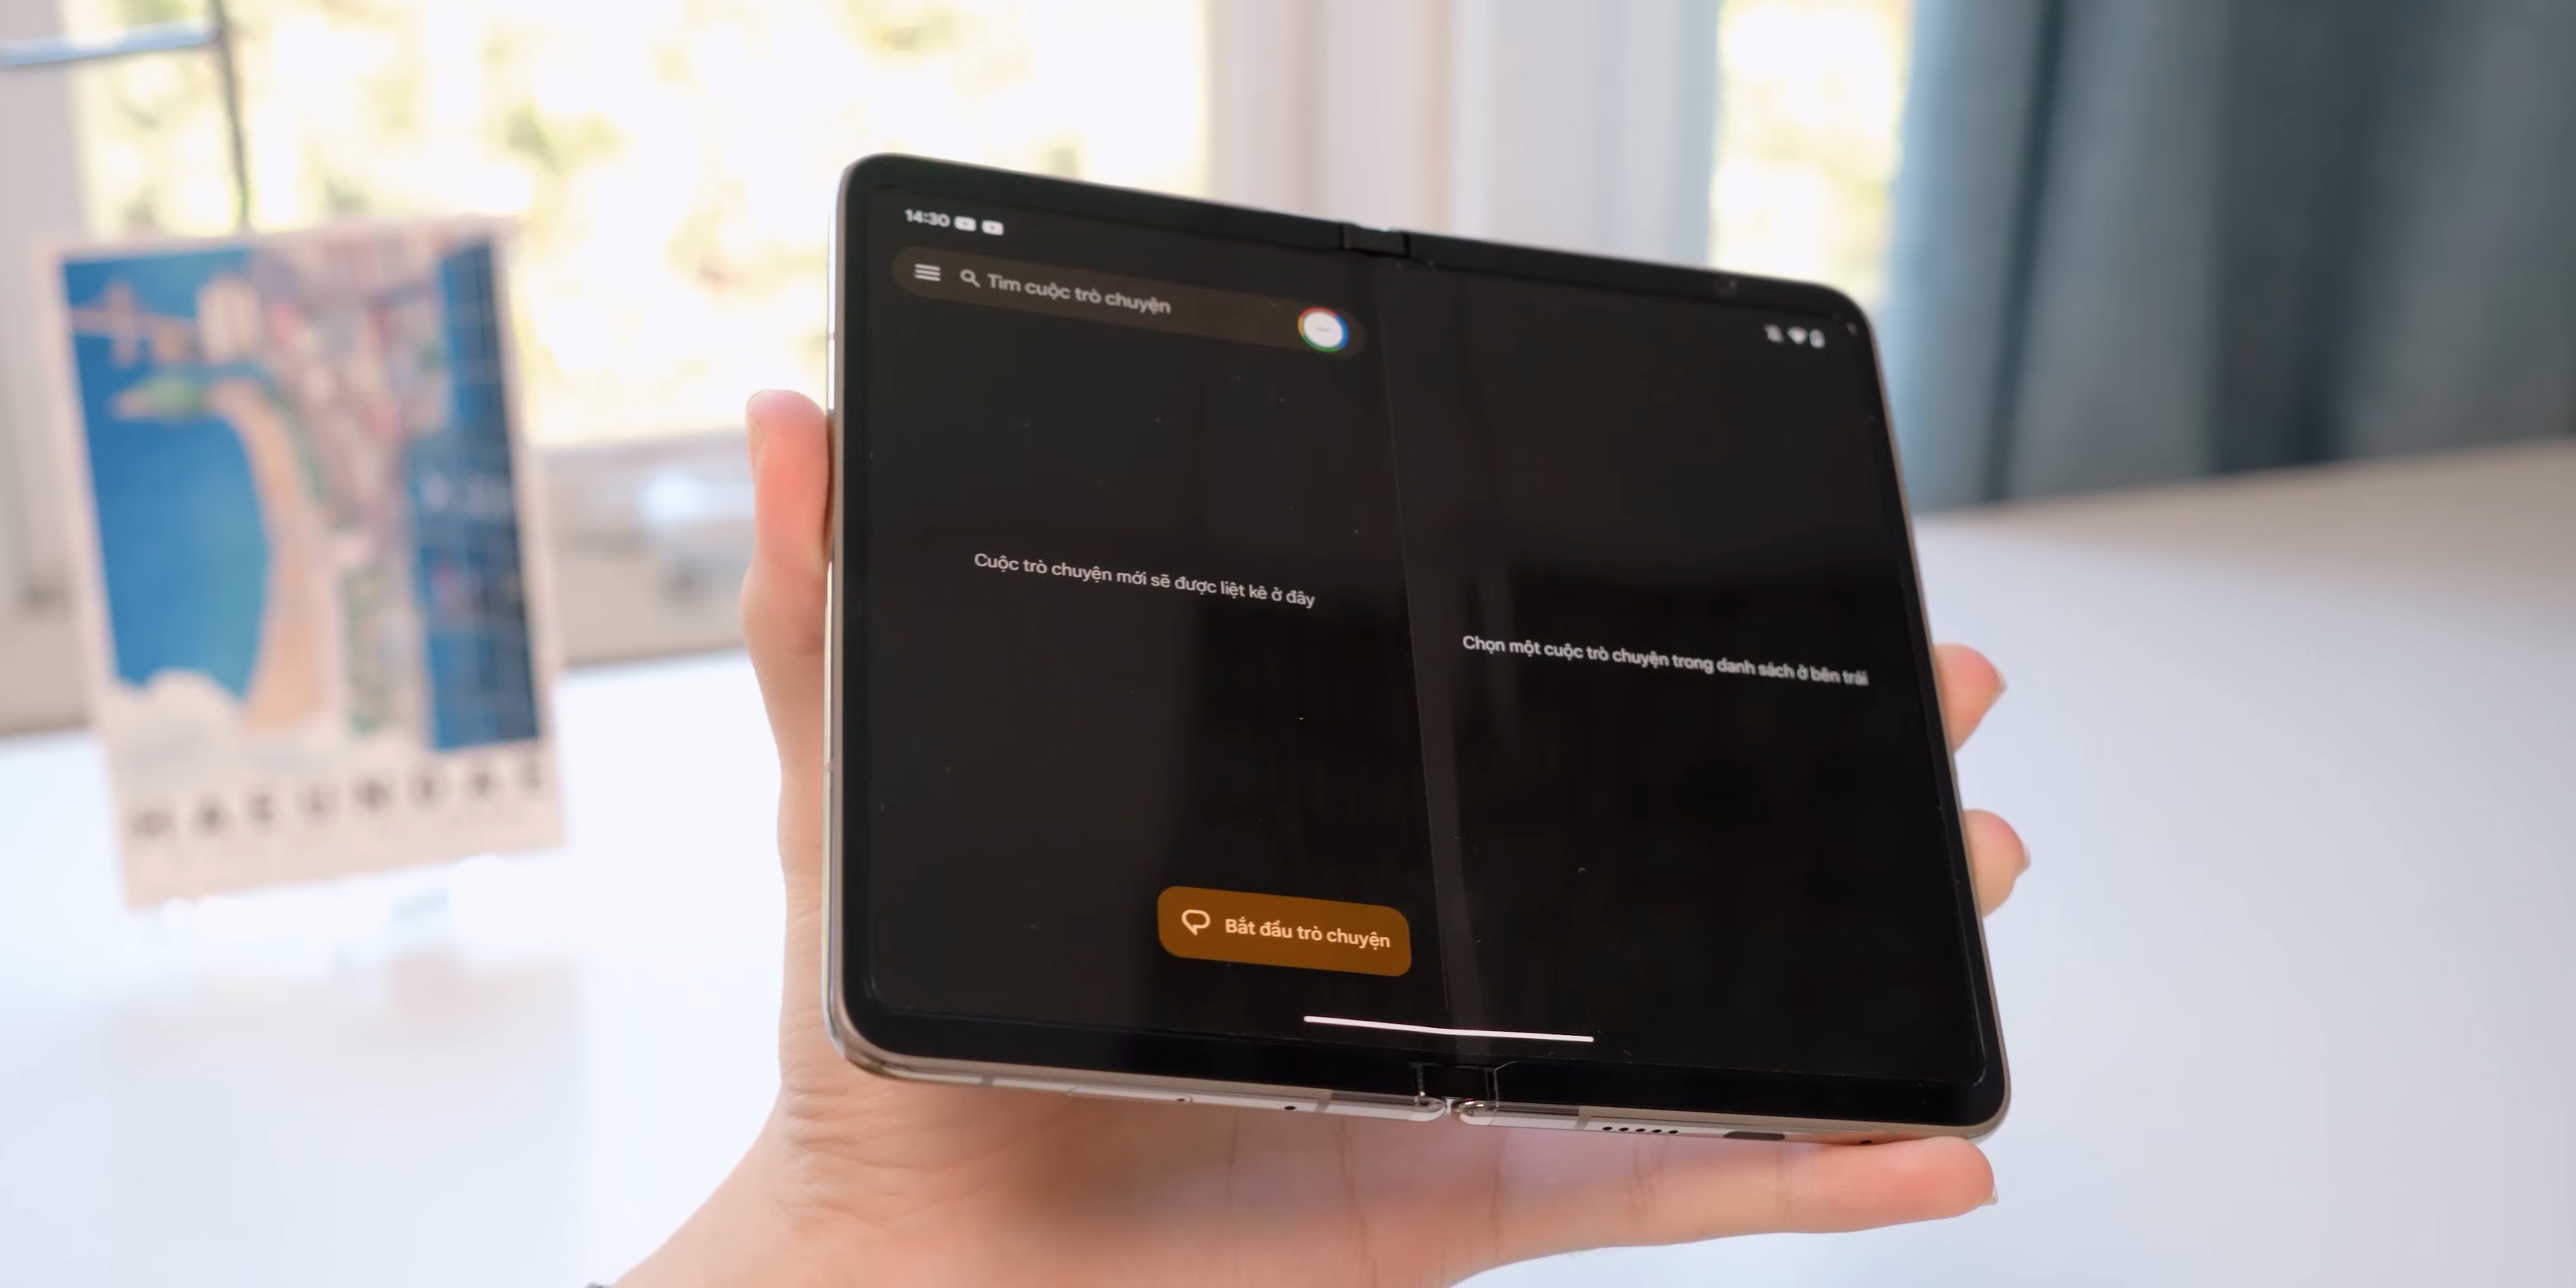 14:30
Tìm cuộc trò chuyện
Cuộc trò chuyện mới sẽ được liệt kê ở đây
Chọn một cuộc trò chuyện trong danh sách ở bên trái
Bắt đầu trò chuyện
HAEUNDAE